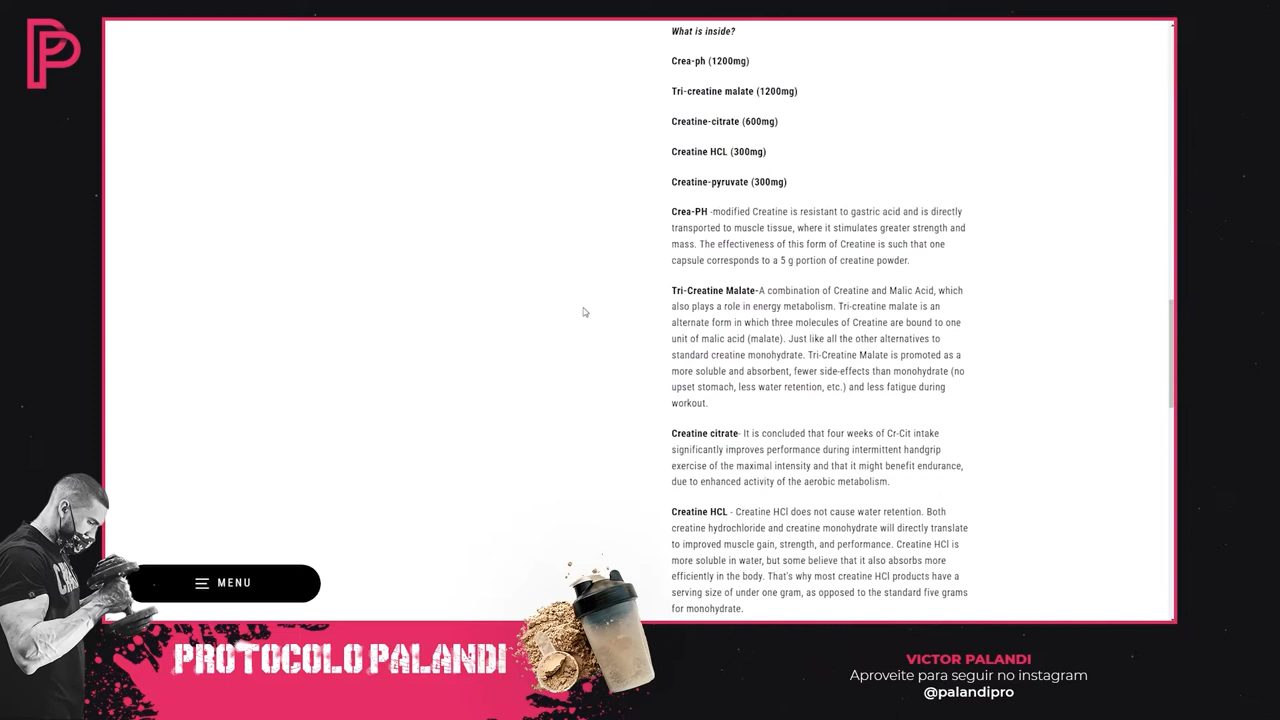 What is inside?
Crea-ph (1200mg)
Tri-creatine malate (1200mg)
Creatine-citrate (600mg)
Creatine HCL (300mg)
Creatine-pyruvate (300mg)
Crea-PH -modified Creatine is resistant to gastric acid and is directly
transported to muscle tissue, where it stimulates greater strength and
mass. The effectiveness of this form of Creatine is such that one
capsule corresponds to a 5 g portion of creatine powder.
Tri-Creatine Malate-A combination of Creatine and Malic Acid, which
also plays a role in energy metabolism. Tri-creatine malate is an
alternate form in which three molecules of Creatine are bound to one
unit of malic acid (malate). Just like all the other alternatives to
standard creatine monohydrate. Tri-Creatine Malate is promoted as a
more soluble and absorbent, fewer side-effects than monohydrate (no
upset stomach, less water retention, etc.) and less fatigue during
workout.
Creatine citrate- It is concluded that four weeks of Cr-Cit intake
significantly improves performance during intermittent handgrip
exercise of the maximal intensity and that it might benefit endurance,
due to enhanced activity of the aerobic metabolism.
Creatine HCL - Creatine HCl does not cause water retention. Both
creatine hydrochloride and creatine monohydrate will directly translate
to improved muscle gain, strength, and performance. Creatine HCl is
more soluble in water, but some believe that it also absorbs more
efficiently in the body. That's why most creatine HCl products have a
serving size of under one gram, as opposed to the standard five grams
for monohydrate.
MENU
PROTOCOLO PALANDI
VICTOR PALANDI
Aproveite para seguir no instagram
@palandipro